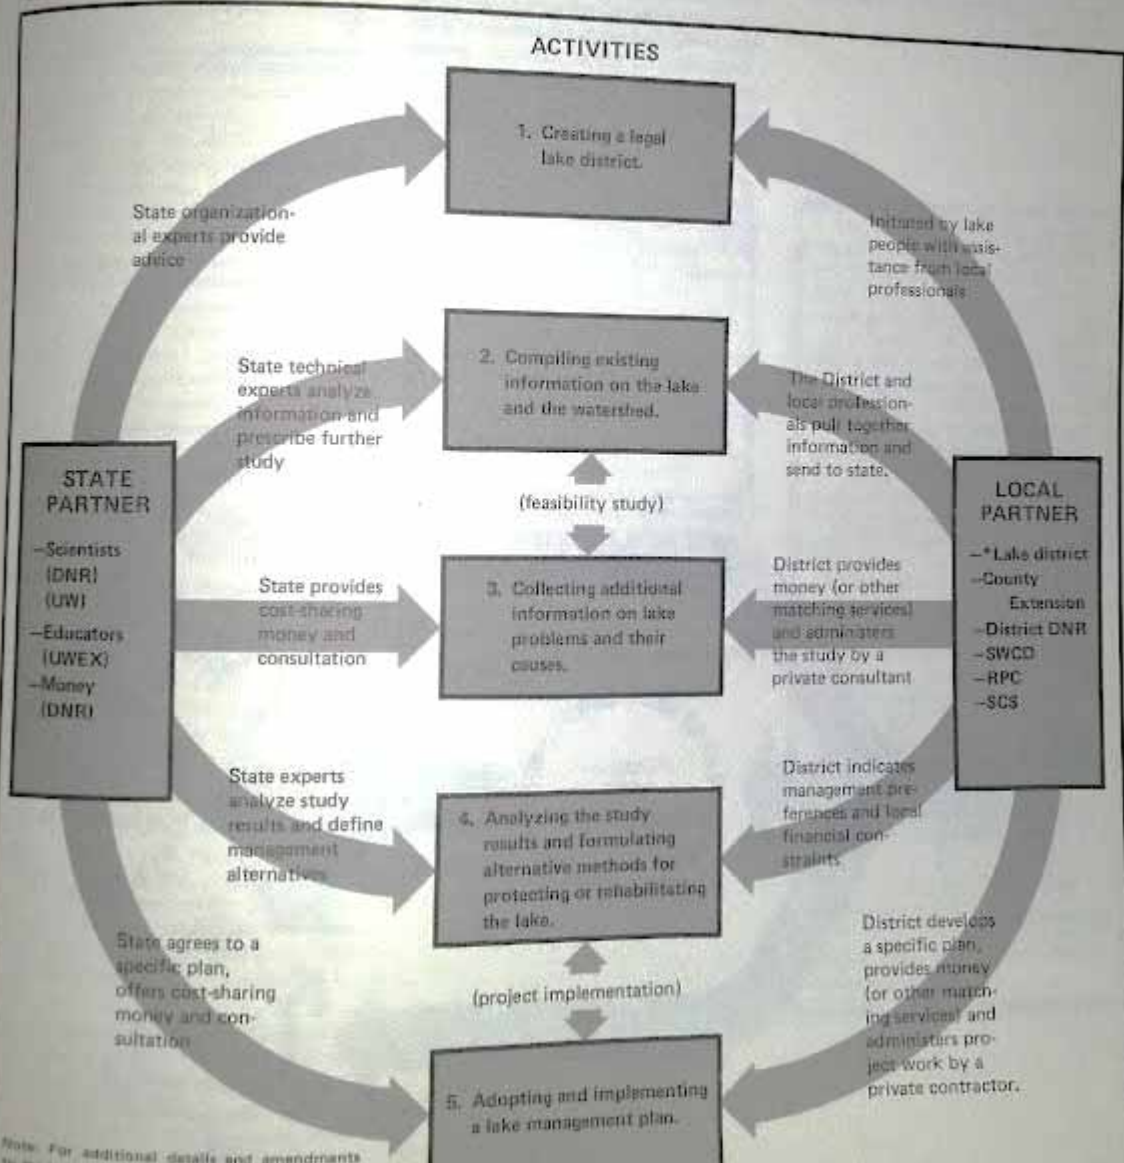 ACTIVITIES
1. Creating a legal
lake district.
State organization-
al experts provide
advice
Initiated by lake
people with assis-
tance from local
professionals
2. Compiling existing
information on the lake
and the watershed.
State technical
experts analyze
information and
prescribe further
study
The District and
local profession-
als pull together
information and
send to state.
(feasibility study)
STATE
PARTNER
—Scientists
(DNR)
(UW)
—Educators
(UWEX)
—Money
(DNR)
LOCAL
PARTNER
—*Lake district
—County
Extension
—District DNR
—SWCD
—RPC
—SCS
3. Collecting additional
information on lake
problems and their
causes.
State provides
cost-sharing
money and
consultation
District provides
money (or other
matching services)
and administers
the study by a
private consultant
4. Analyzing the study
results and formulating
alternative methods for
protecting or rehabilitating
the lake.
State experts
analyze study
results and define
management
alternatives
District indicates
management pre-
ferences and local
financial con-
straints.
(project implementation)
State agrees to a
specific plan,
offers cost-sharing
money and con-
sultation
District develops
a specific plan,
provides money
(or other match-
ing services) and
administers pro-
ject work by a
private contractor.
5. Adopting and implementing
a lake management plan.
Note: For additional details and amendments